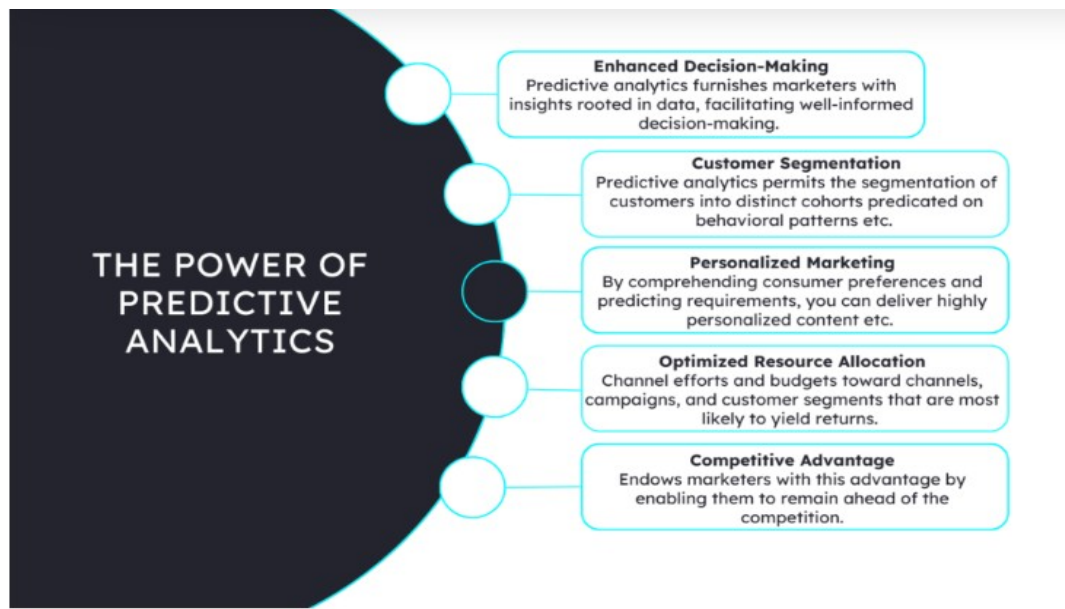 THE POWER OF
PREDICTIVE
ANALYTICS
Enhanced Decision-Making
Predictive analytics furnishes marketers with
insights rooted in data, facilitating well-informed
decision-making.
Customer Segmentation
Predictive analytics permits the segmentation of
customers into distinct cohorts predicated on
behavioral patterns etc.
Personalized Marketing
By comprehending consumer preferences and
predicting requirements, you can deliver highly
personalized content etc.
Optimized Resource Allocation
Channel efforts and budgets toward channels,
campaigns, and customer segments that are most
likely to yield returns.
Competitive Advantage
Endows marketers with this advantage by
enabling them to remain ahead of the
competition.